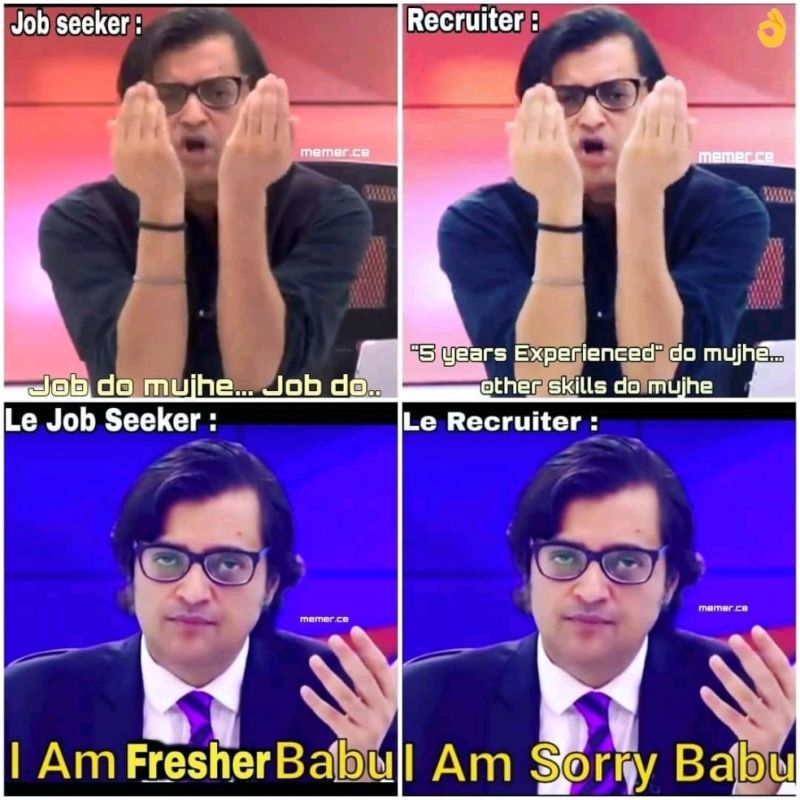 Job seeker :
memer.ce
Job do mujhe... Job do..
Recruiter :
memer.ce
"5 years Experienced" do mujhe...
other skills do mujhe
Le Job Seeker :
memer.ce
I Am Fresher Babu
Le Recruiter :
memer.ce
I Am Sorry Babu